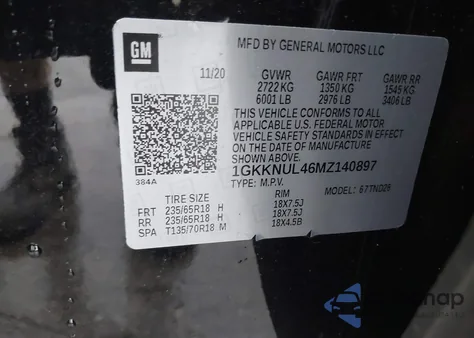 GM
MFD BY GENERAL MOTORS LLC
11/20 GVWR GAWR FRT GAWR RR
2722 KG 1350 KG 1545 KG
6001 LB 2976 LB 3406 LB
THIS VEHICLE CONFORMS TO ALL APPLICABLE
U.S. FEDERAL MOTOR VEHICLE SAFETY STANDARDS IN EFFECT
ON THE DATE OF MANUFACTURE
SHOWN ABOVE.
1GKKNUL46MZ140897
384A TYPE: M.P.V. MODEL:
TIRE SIZE RIM
FRT 235/65R18 H 18X7.5J
RR 235/65R18 H 18X7.5J
SPA T135/70R18 M 18X4.5B